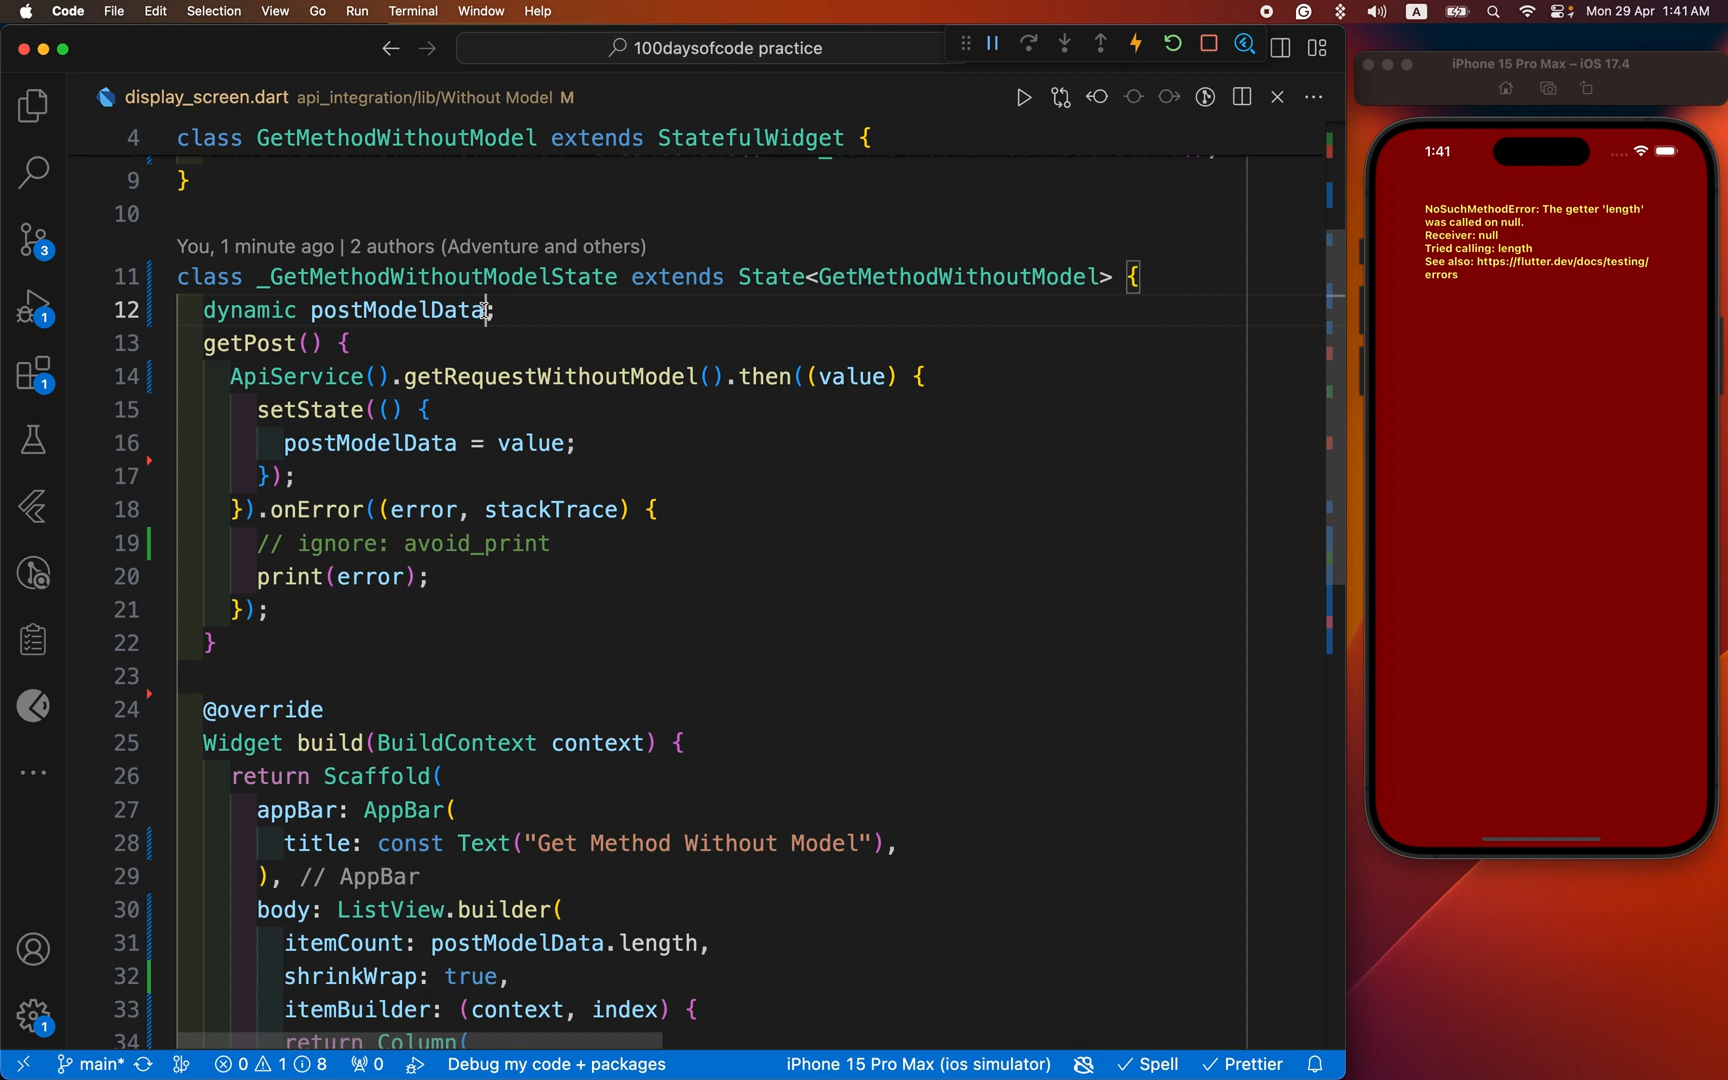 Code File Edit Selection View Go Run Terminal Window Help A Mon 29 Apr 1:41 AM
100daysofcode practice
display_screen.dart api_integration/lib/Without Model M
4 class GetMethodWithoutModel extends StatefulWidget {
9 }
10
You, 1 minute ago | 2 authors (Adventure and others)
11 class _GetMethodWithoutModelState extends State<GetMethodWithoutModel> {
12 dynamic postModelData;
13 getPost() {
14 ApiService().getRequestWithoutModel().then((value) {
15 setState(() {
16 postModelData = value;
17 });
18 }).onError((error, stackTrace) {
19 // ignore: avoid_print
20 print(error);
21 });
22 }
23
24 @override
25 Widget build(BuildContext context) {
26 return Scaffold(
27 appBar: AppBar(
28 title: const Text("Get Method Without Model"),
29 ), // AppBar
30 body: ListView.builder(
31 itemCount: postModelData.length,
32 shrinkWrap: true,
33 itemBuilder: (context, index) {
34 return Column(
3
1
1
1
main* 0 1 8 0 Debug my code + packages iPhone 15 Pro Max (ios simulator) Spell Prettier
iPhone 15 Pro Max – iOS 17.4
1:41
NoSuchMethodError: The getter 'length'
was called on null.
Receiver: null
Tried calling: length
See also: https://flutter.dev/docs/testing/
errors